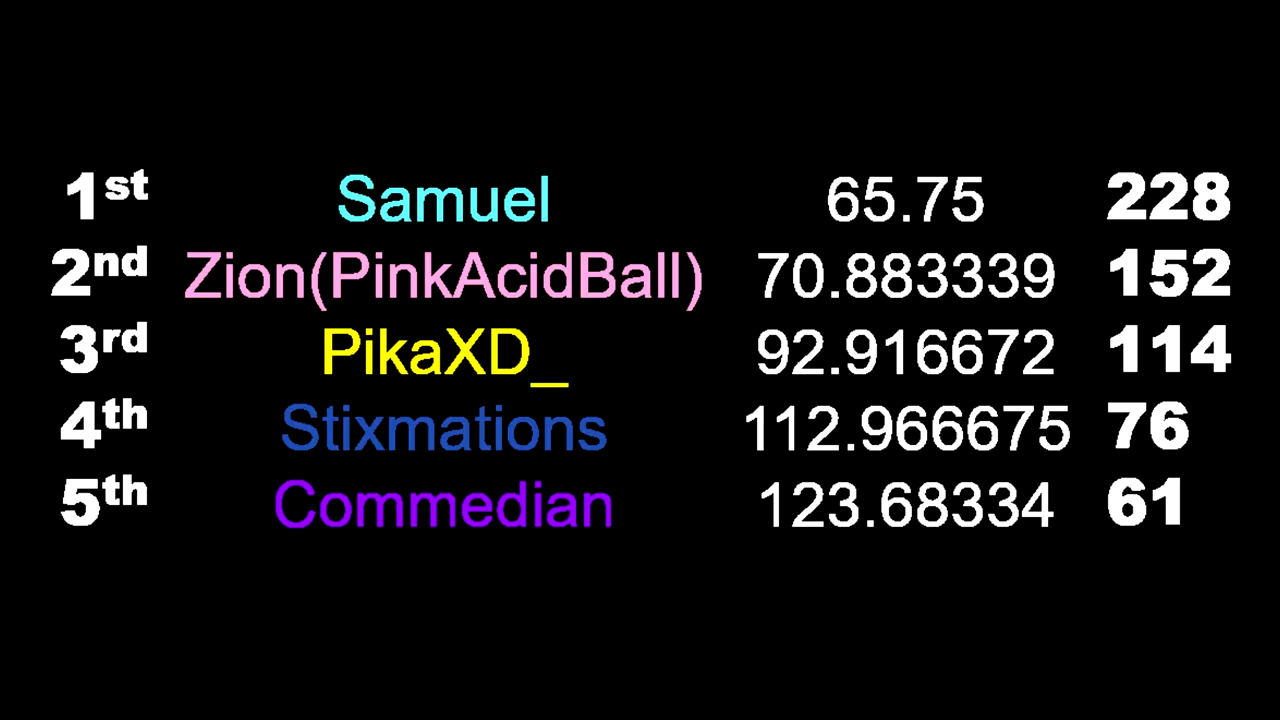 1st Samuel 65.75 228
2nd Zion(PinkAcidBall) 70.883339 152
3rd PikaXD_ 92.916672 114
4th Stixmations 112.966675 76
5th Commedian 123.68334 61